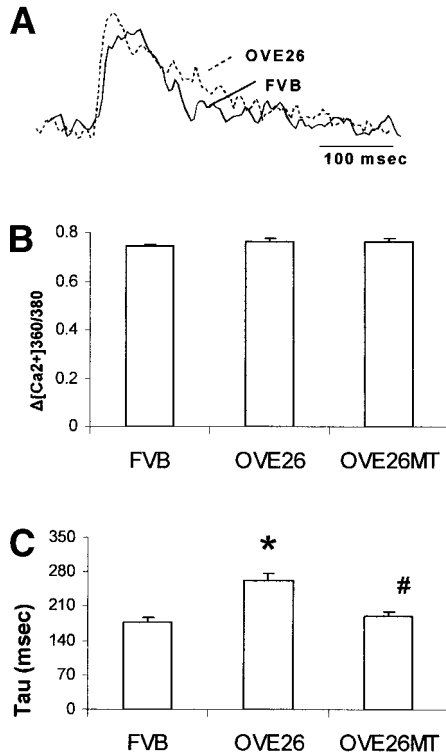 A
OVE26
FVB
100 msec
B
Δ[Ca2+]360/380
0.8
0.6
0.4
0.2
0
FVB OVE26 OVE26MT
C
Tau (msec)
350
280
210
140
70
0
*
#
FVB OVE26 OVE26MT